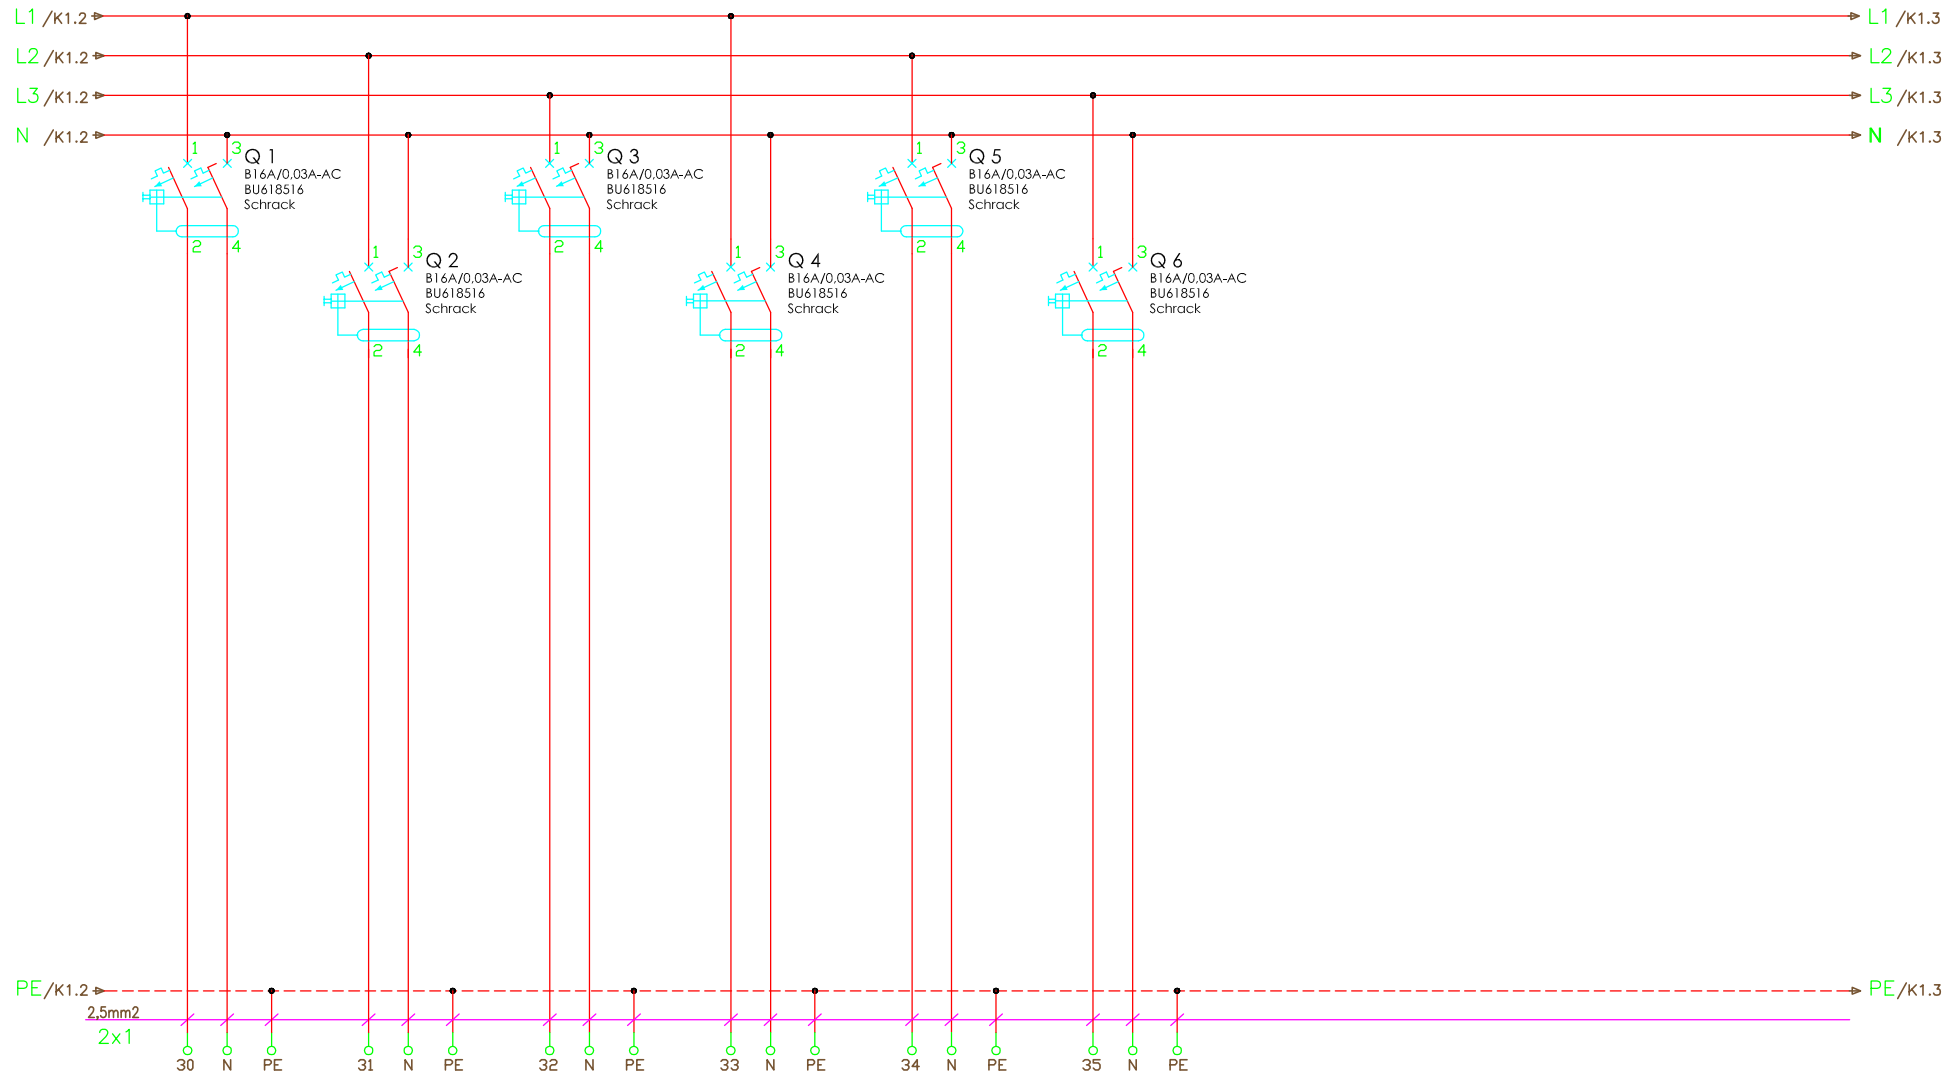 L1 /K1.2 L1 /K1.3
L2 /K1.2 L2 /K1.3
L3 /K1.2 L3 /K1.3
N /K1.2 N /K1.3
1 3 Q 1
B16A/0,03A-AC
BU618516
Schrack
2 4
1 3 Q 2
B16A/0,03A-AC
BU618516
Schrack
2 4
1 3 Q 3
B16A/0,03A-AC
BU618516
Schrack
2 4
1 3 Q 4
B16A/0,03A-AC
BU618516
Schrack
2 4
1 3 Q 5
B16A/0,03A-AC
BU618516
Schrack
2 4
1 3 Q 6
B16A/0,03A-AC
BU618516
Schrack
2 4
PE /K1.2 PE /K1.3
2,5mm2
2x1
30 N PE 31 N PE 32 N PE 33 N PE 34 N PE 35 N PE